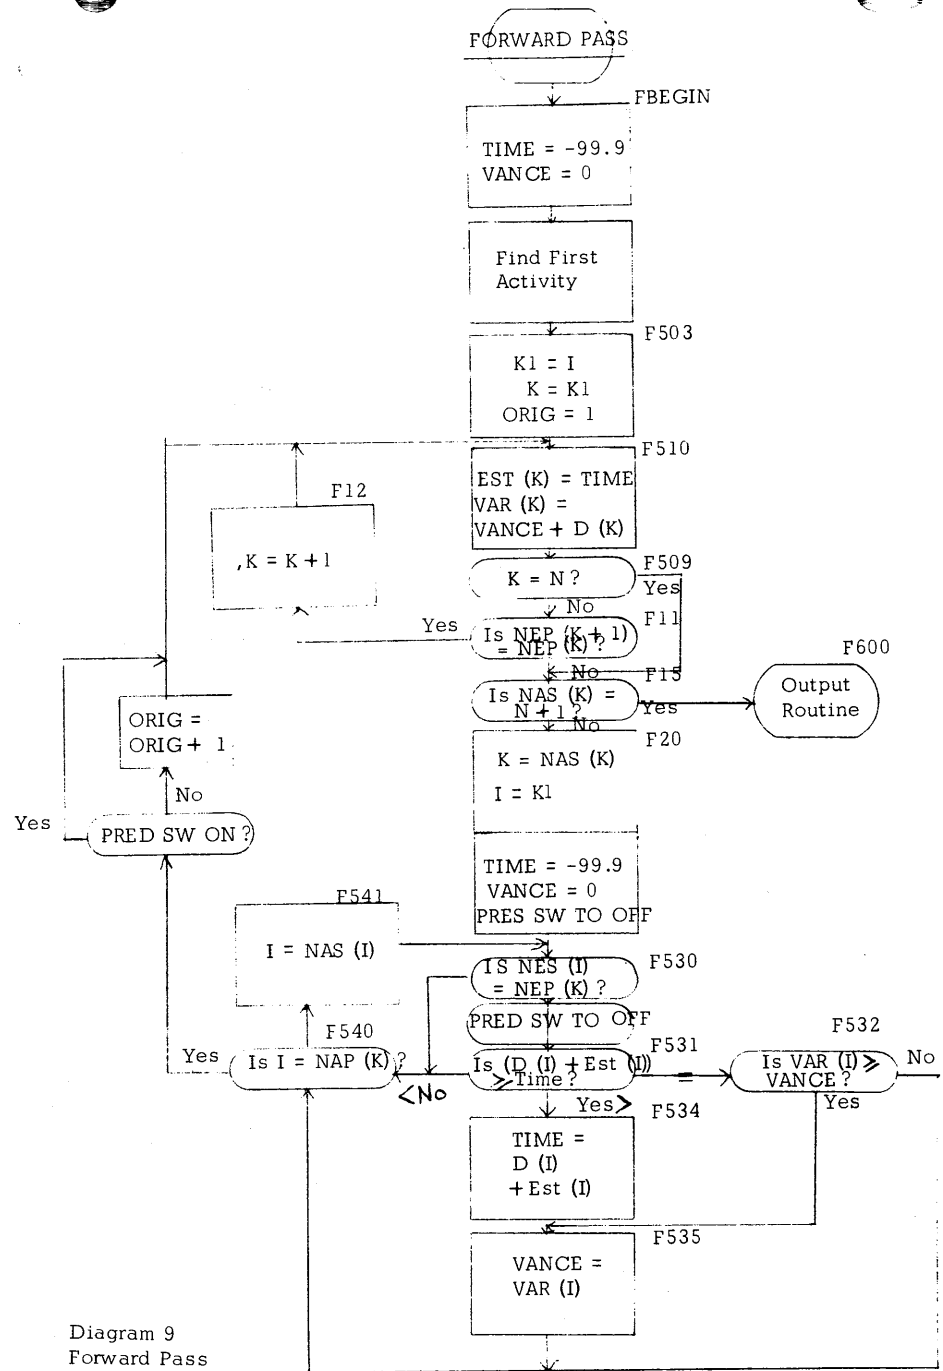 FORWARD PASS
FBEGIN
TIME = -99.9
VANCE = 0
Find First
Activity
F503
K1 = I
K = K1
ORIG = 1
F510
EST (K) = TIME
VAR (K) =
VANCE + D (K)
F12
,K = K+1
F509
K = N?
Yes
No
F11
Yes
Is NEP (K + 1)
= NEP (K) ?
No
F15
Is NAS (K) =
N + 1 ?
Yes
No
F600
Output
Routine
F20
K = NAS (K)
I = K1
ORIG =
ORIG + 1
No
Yes
PRED SW ON ?
TIME = -99.9
VANCE = 0
PRES SW TO OFF
F541
I = NAS (I)
F530
IS NES (I)
= NEP (K) ?
PRED SW TO OFF
F540
Yes
Is I = NAP (K) ?
<No
F531
Is (D (I) + Est (I))
≥ Time ?
=
Yes>
F532
Is VAR (I) ≥
VANCE ?
No
Yes
F534
TIME =
D (I)
+ Est (I)
F535
VANCE =
VAR (I)
Diagram 9
Forward Pass